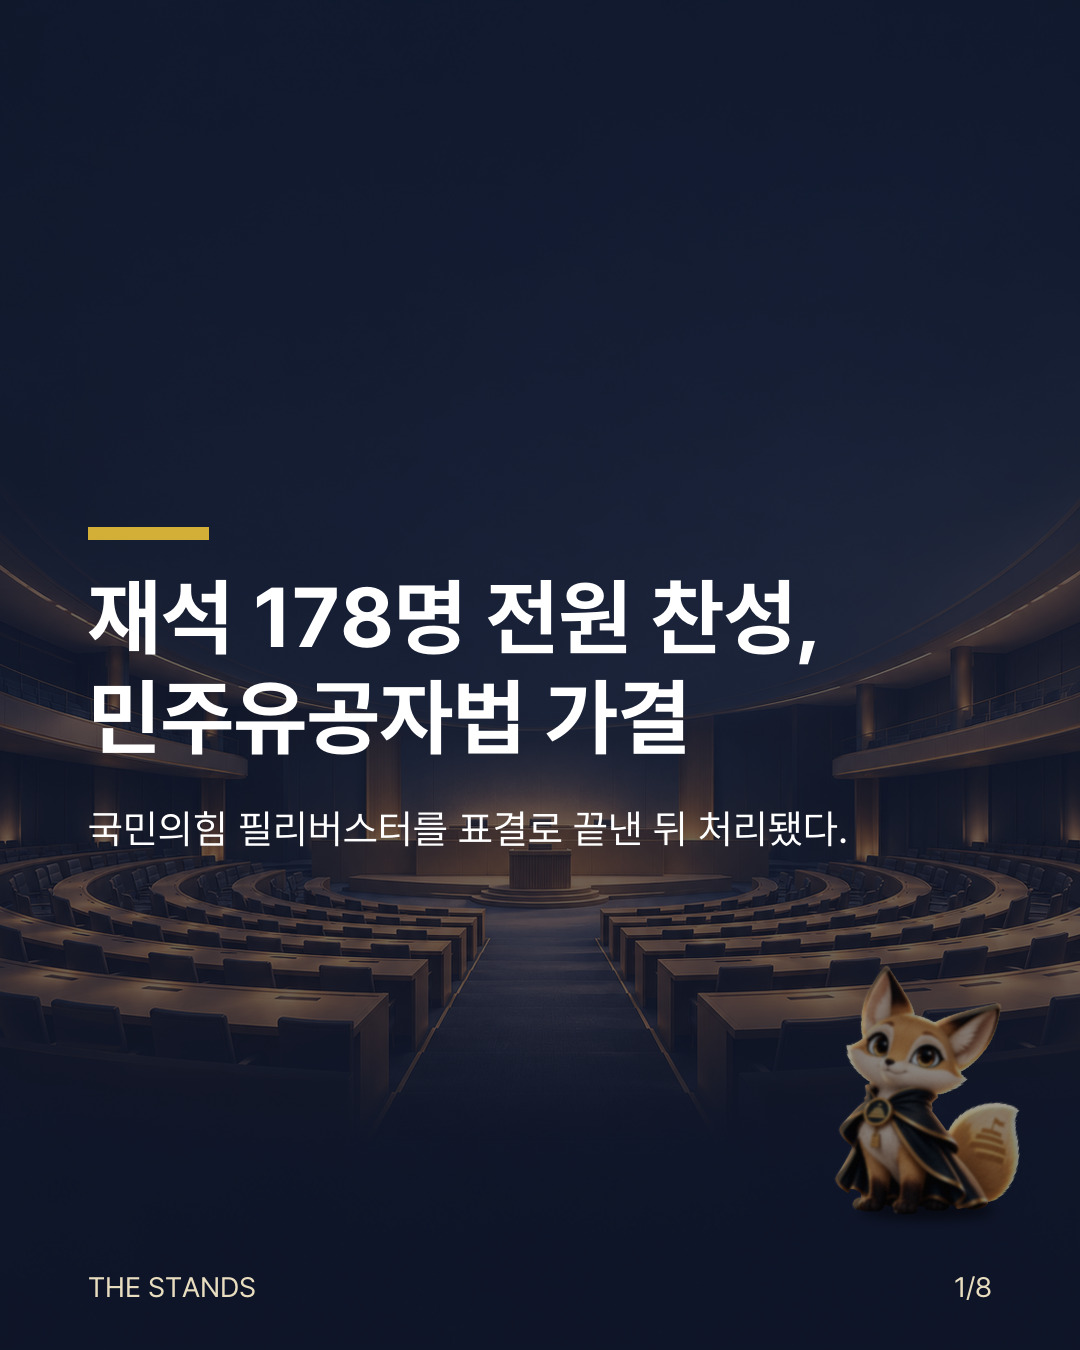 재석 178명 전원 찬성,
민주유공자법 가결
국민의힘 필리버스터를 표결로 끝낸 뒤 처리됐다.
THE STANDS
1/8